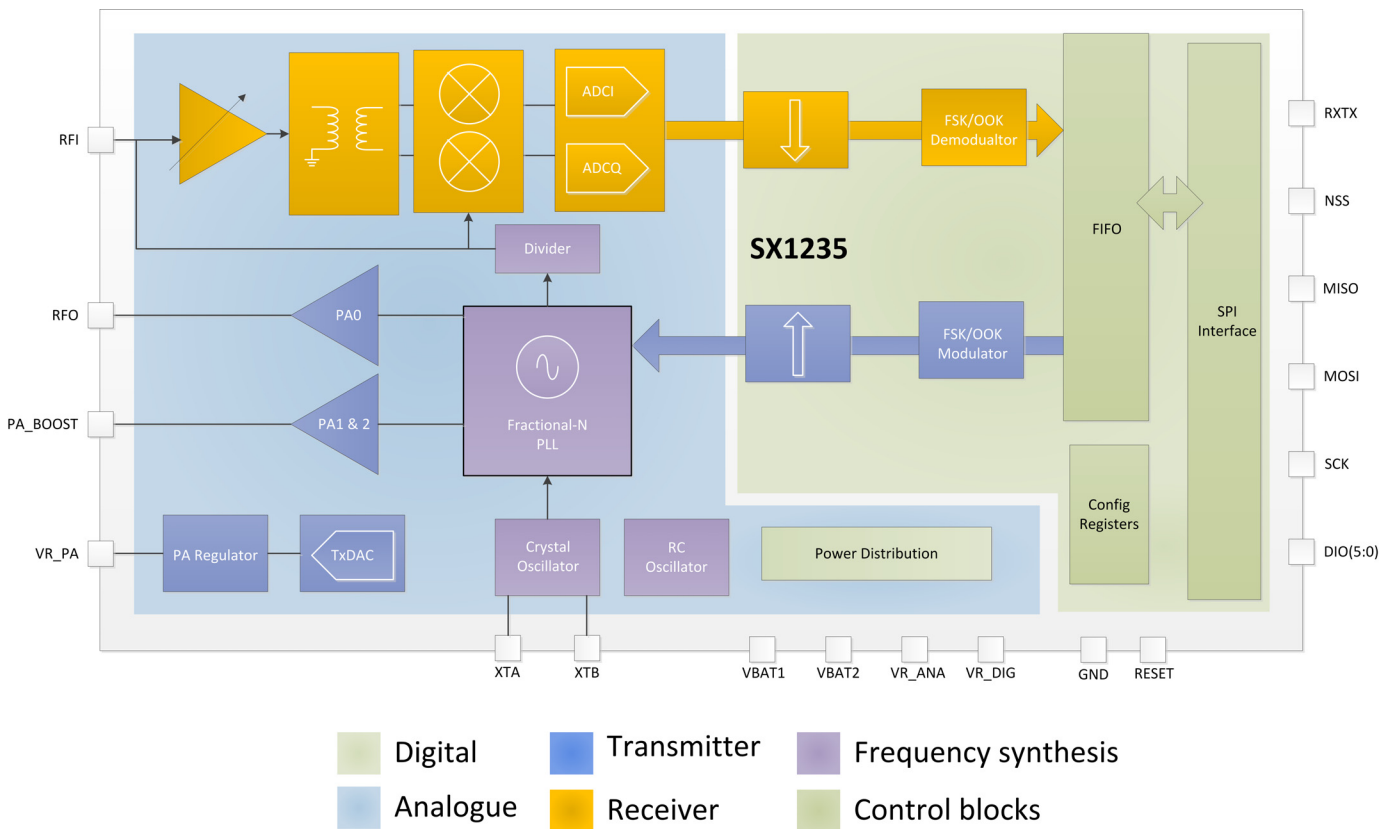 RFI
RFO
PA_BOOST
VR_PA
ADCI
ADCQ
Divider
PA0
PA1 & 2
Fractional-N
PLL
PA Regulator
TxDAC
Crystal
Oscillator
RC
Oscillator
Power Distribution
SX1235
FSK/OOK
Demodualtor
FSK/OOK
Modulator
FIFO
SPI
Interface
Config
Registers
RXTX
NSS
MISO
MOSI
SCK
DIO(5:0)
XTA
XTB
VBAT1
VBAT2
VR_ANA
VR_DIG
GND
RESET
Digital
Transmitter
Frequency synthesis
Analogue
Receiver
Control blocks